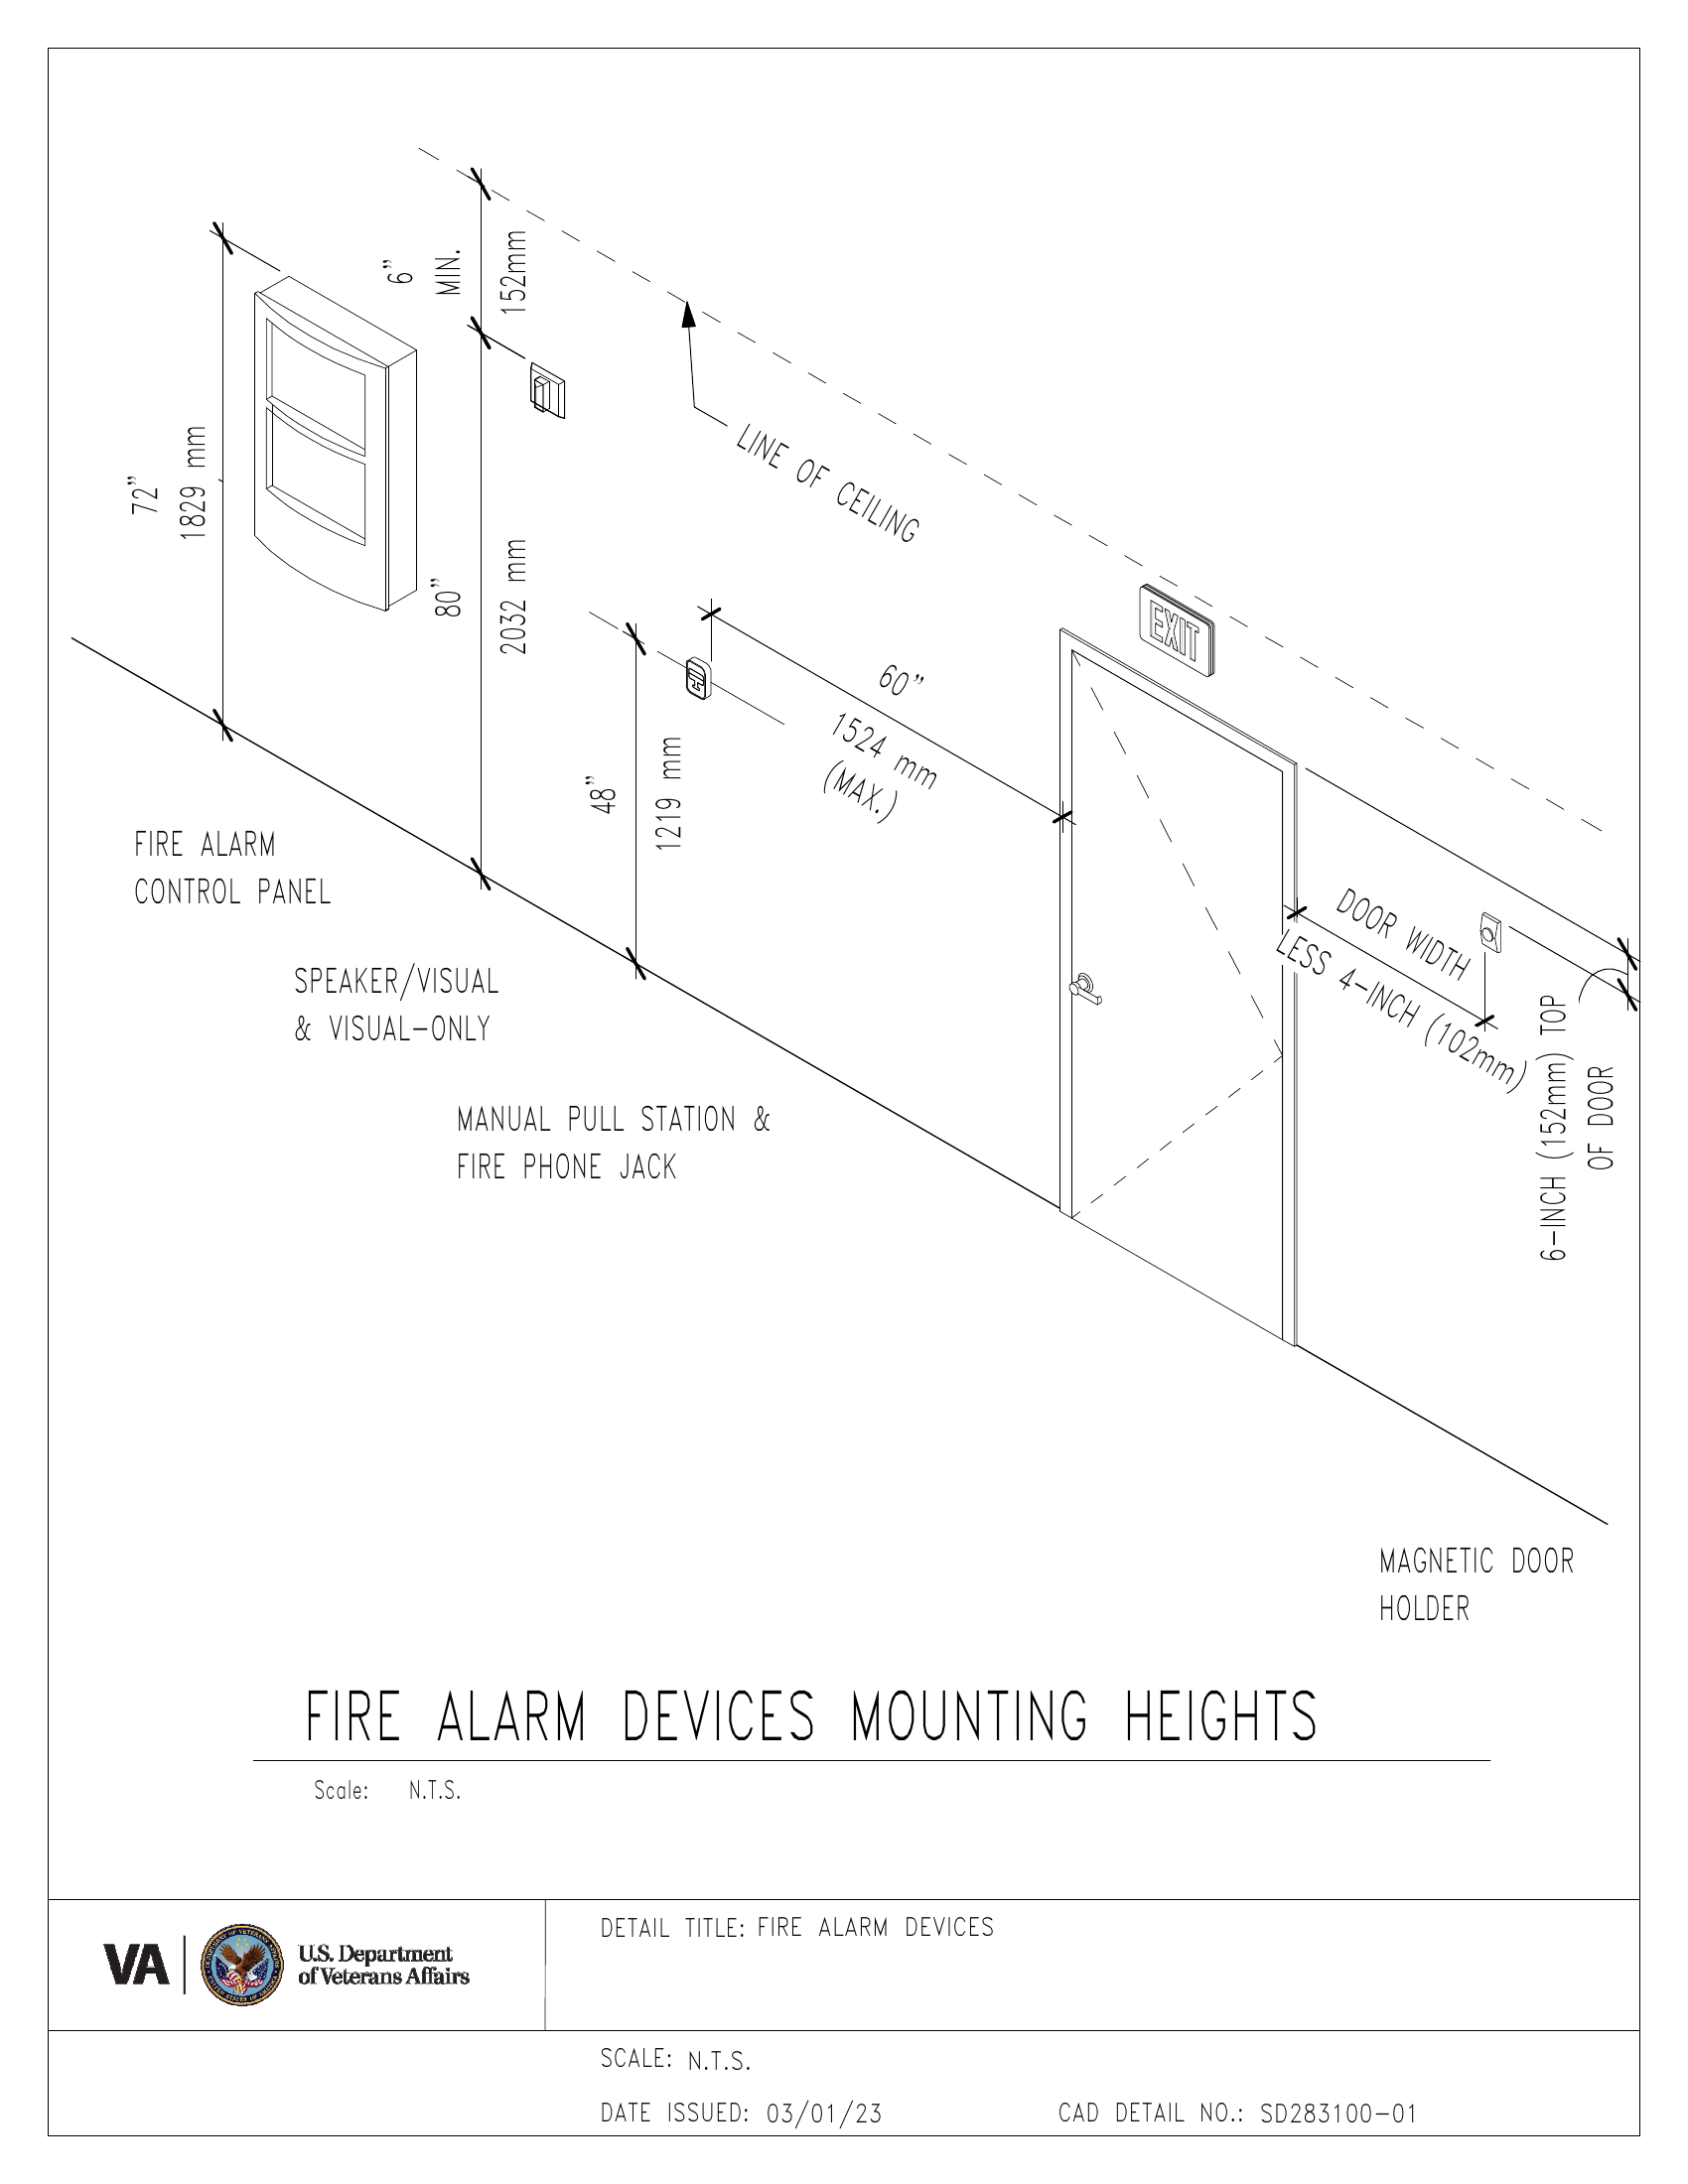 6”
MIN.
152mm
72”
1829 mm
80”
2032 mm
LINE OF CEILING
EXIT
48”
1219 mm
60”
1524 mm
(MAX.)
FIRE ALARM
CONTROL PANEL
SPEAKER/VISUAL
& VISUAL-ONLY
MANUAL PULL STATION &
FIRE PHONE JACK
DOOR WIDTH
LESS 4-INCH (102mm)
6-INCH (152mm) TOP
OF DOOR
MAGNETIC DOOR
HOLDER
FIRE ALARM DEVICES MOUNTING HEIGHTS
Scale: N.T.S.
VA
U.S. Department
of Veterans Affairs
DETAIL TITLE: FIRE ALARM DEVICES
SCALE: N.T.S.
DATE ISSUED: 03/01/23
CAD DETAIL NO.: SD283100-01